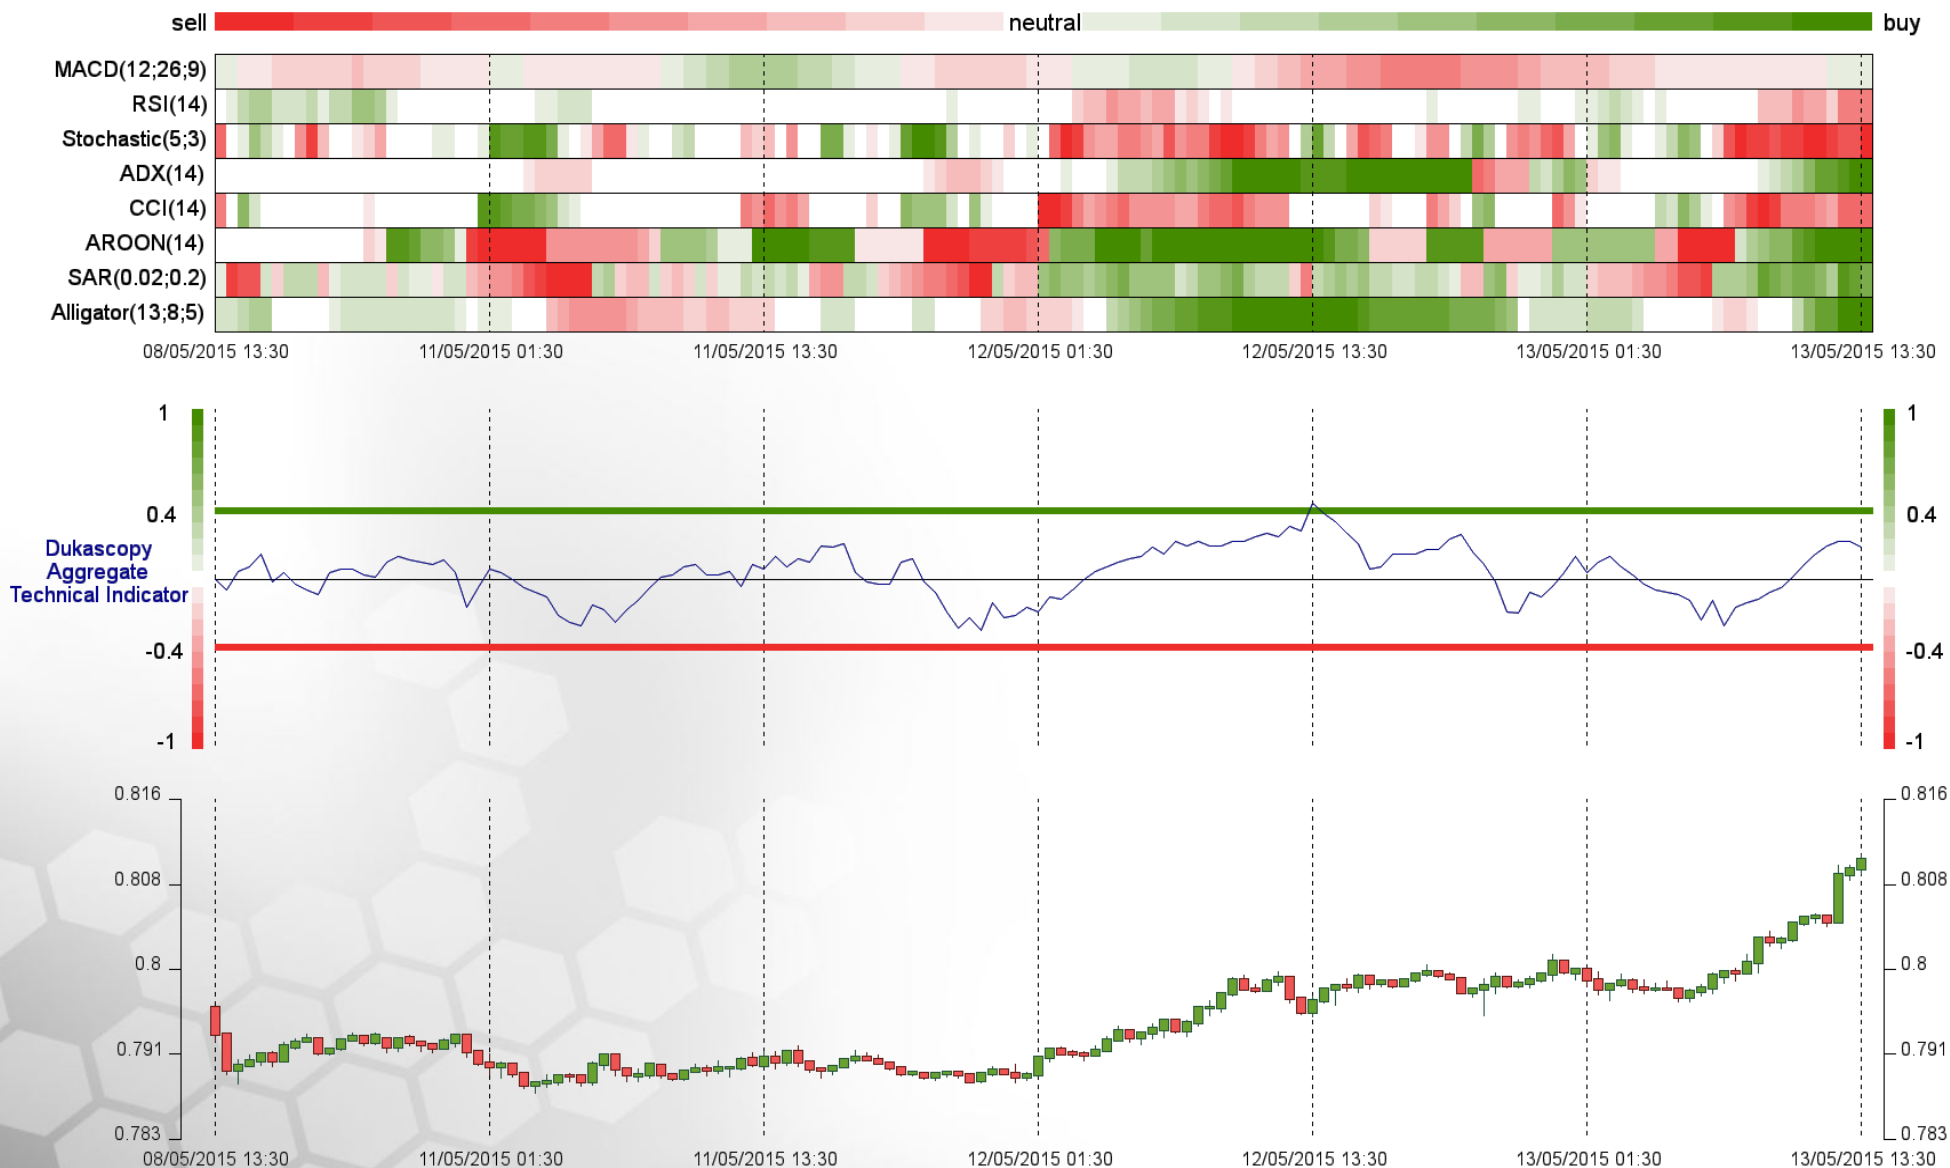 sell neutral buy
MACD(12;26;9)
RSI(14)
Stochastic(5;3)
ADX(14)
CCI(14)
AROON(14)
SAR(0.02;0.2)
Alligator(13;8;5)
08/05/2015 13:30 11/05/2015 01:30 11/05/2015 13:30 12/05/2015 01:30 12/05/2015 13:30 13/05/2015 01:30 13/05/2015 13:30
1 1
0.4 0.4
Dukascopy
Aggregate
Technical Indicator
-0.4 -0.4
-1 -1
0.816 0.816
0.808 0.808
0.8 0.8
0.791 0.791
0.783 0.783
08/05/2015 13:30 11/05/2015 01:30 11/05/2015 13:30 12/05/2015 01:30 12/05/2015 13:30 13/05/2015 01:30 13/05/2015 13:30